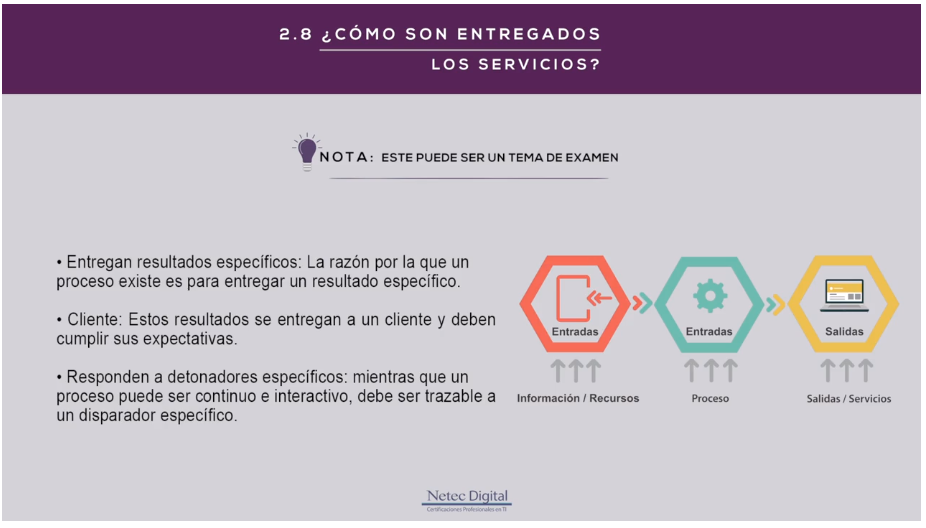 2.8 ¿CÓMO SON ENTREGADOS
LOS SERVICIOS?
NOTA: ESTE PUEDE SER UN TEMA DE EXAMEN
• Entregan resultados específicos: La razón por la que un
proceso existe es para entregar un resultado específico.
• Cliente: Estos resultados se entregan a un cliente y deben
cumplir sus expectativas.
• Responden a detonadores específicos: mientras que un
proceso puede ser continuo e interactivo, debe ser trazable a
un disparador específico.
Entradas
Entradas
Salidas
Información / Recursos
Proceso
Salidas / Servicios
Netec Digital
Certificaciones Profesionales en TI